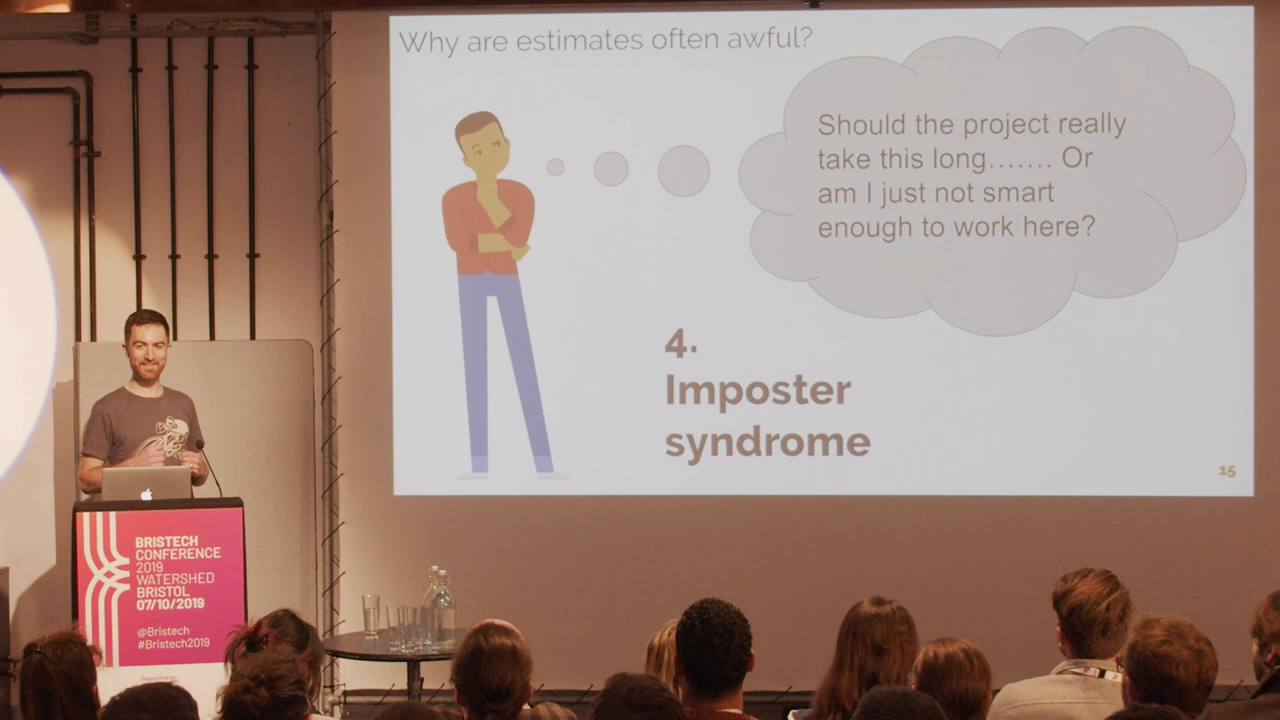 Why are estimates often awful?
Should the project really
take this long....... Or
am I just not smart
enough to work here?
4.
Imposter
syndrome
15
BRISTECH
CONFERENCE
2019
WATERSHED
BRISTOL
07/10/2019
@Bristech
#Bristech2019